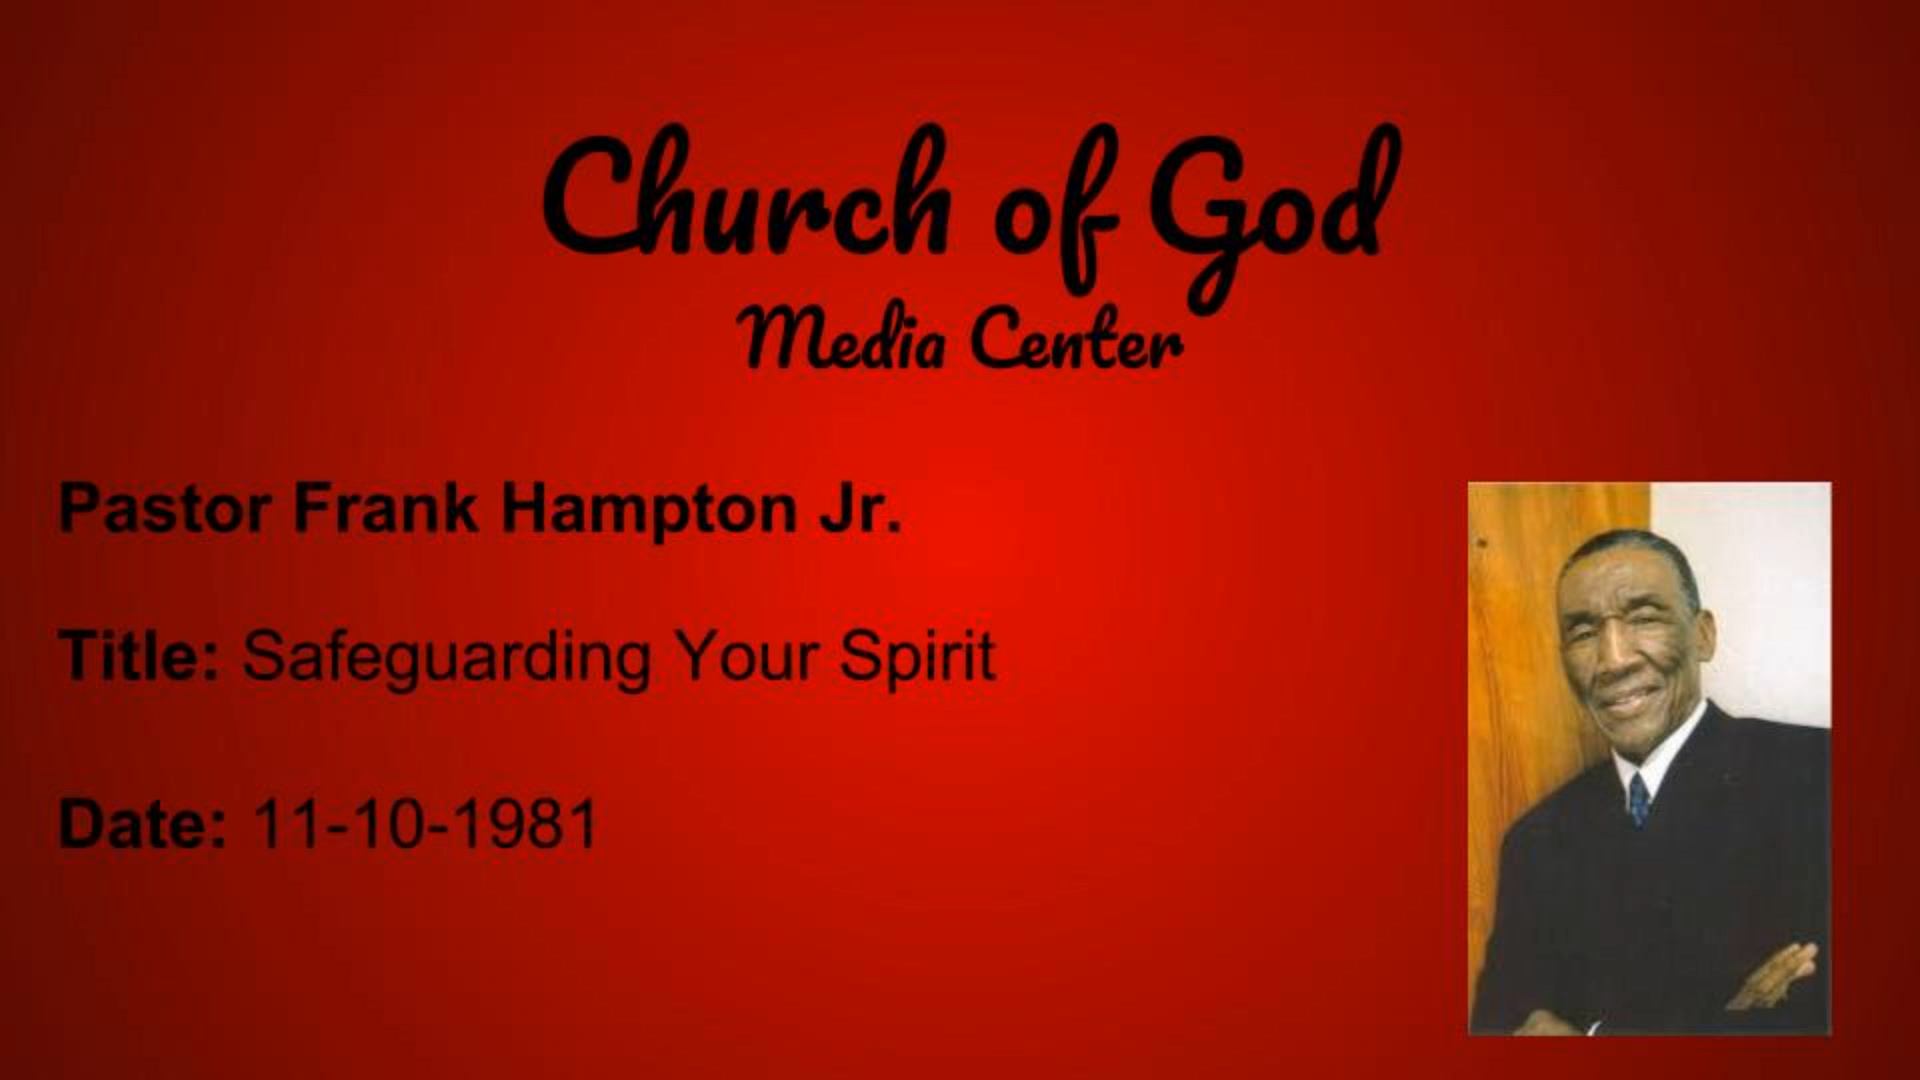 Church of God
Media Center
Pastor Frank Hampton Jr.
Title: Safeguarding Your Spirit
Date: 11-10-1981